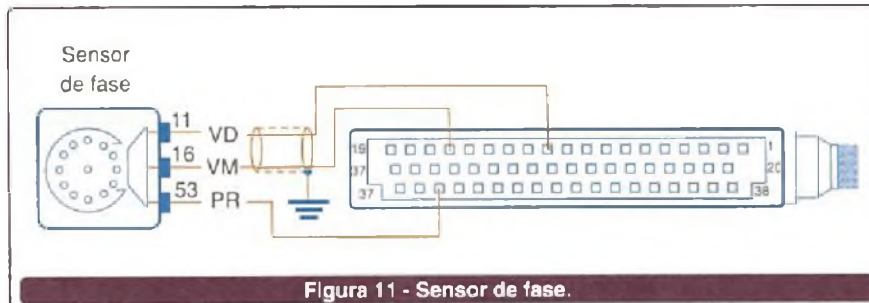 Sensor
de fase
11
VD
16
VM
53
PR
19
1
37
20
37
38
Figura 11 - Sensor de fase.